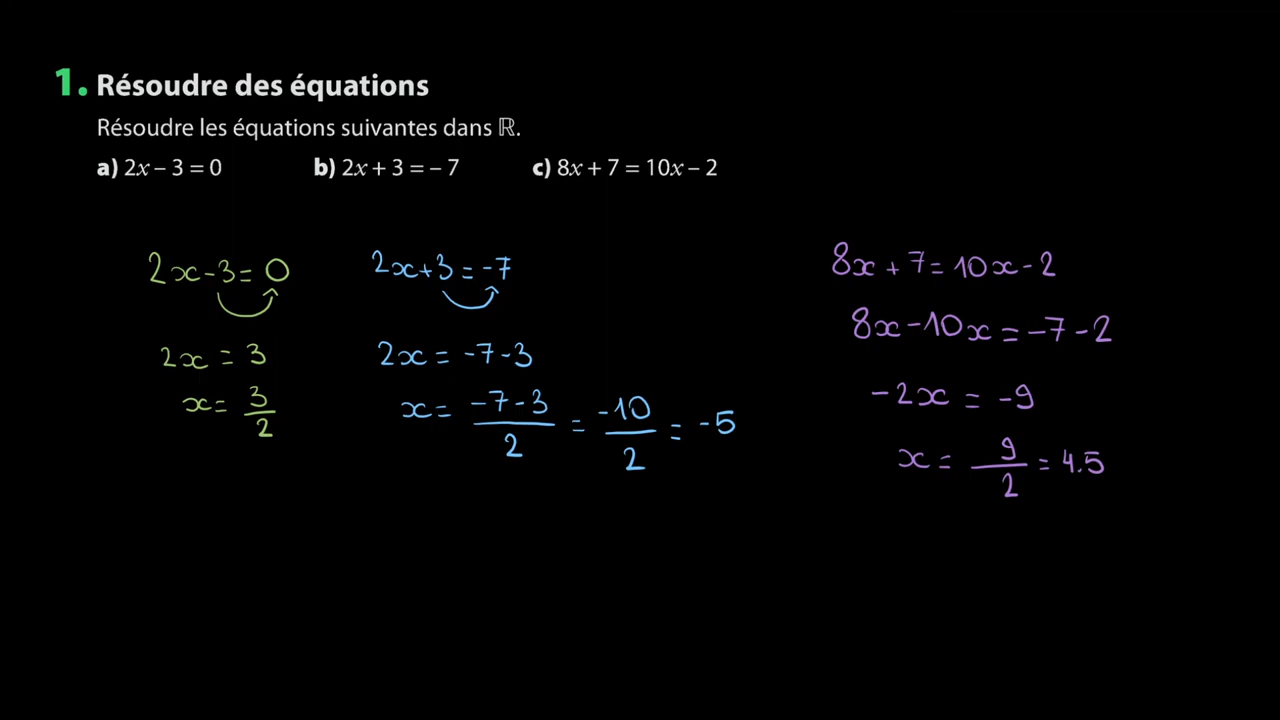 1. Résoudre des équations
Résoudre les équations suivantes dans ℝ.
a) 2x – 3 = 0 b) 2x + 3 = – 7 c) 8x + 7 = 10x – 2
2x - 3 = 0
2x = 3
x = 3/2
2x + 3 = -7
2x = -7 - 3
x = (-7 - 3)/2 = -10/2 = -5
8x + 7 = 10x - 2
8x - 10x = -7 - 2
-2x = -9
x = 9/2 = 4.5